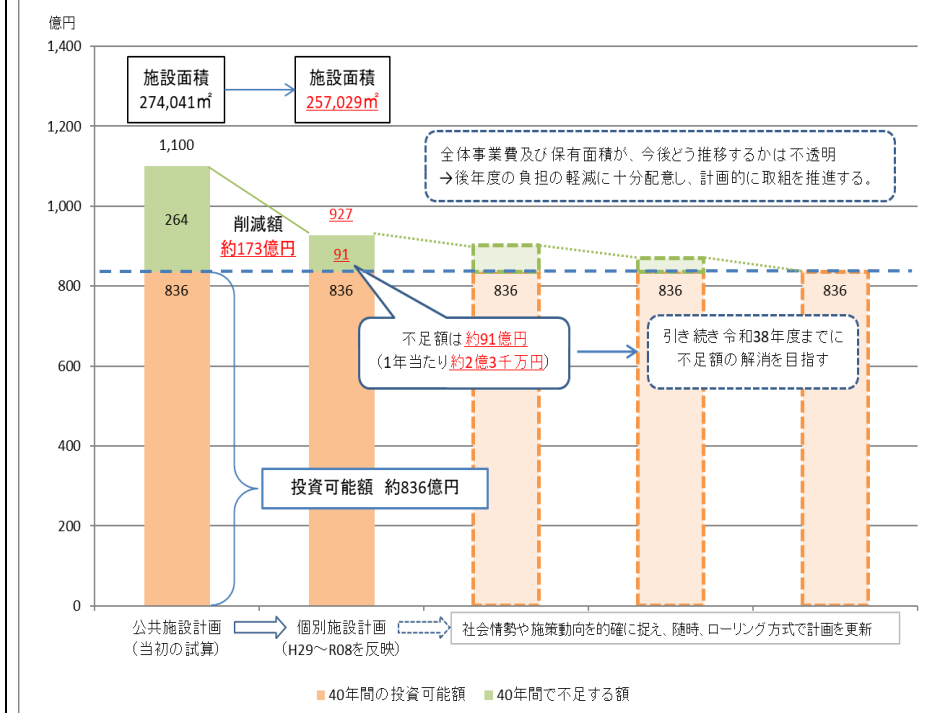 億円
1,400
1,200
1,000
800
600
400
200
0
施設面積
274,041㎡
施設面積
257,029㎡
全体事業費及び保有面積が、今後どう推移するかは不透明
→後年度の負担の軽減に十分配意し、計画的に取組を推進する。
1,100
264
削減額
約173億円
927
91
836
836
836
836
836
不足額は約91億円
（1年当たり約2億3千万円）
引き続き令和38年度までに
不足額の解消を目指す
投資可能額 約836億円
公共施設計画
（当初の試算）
個別施設計画
（H29～R08を反映）
社会情勢や施策動向を的確に捉え、随時、ローリング方式で計画を更新
40年間の投資可能額
40年間で不足する額